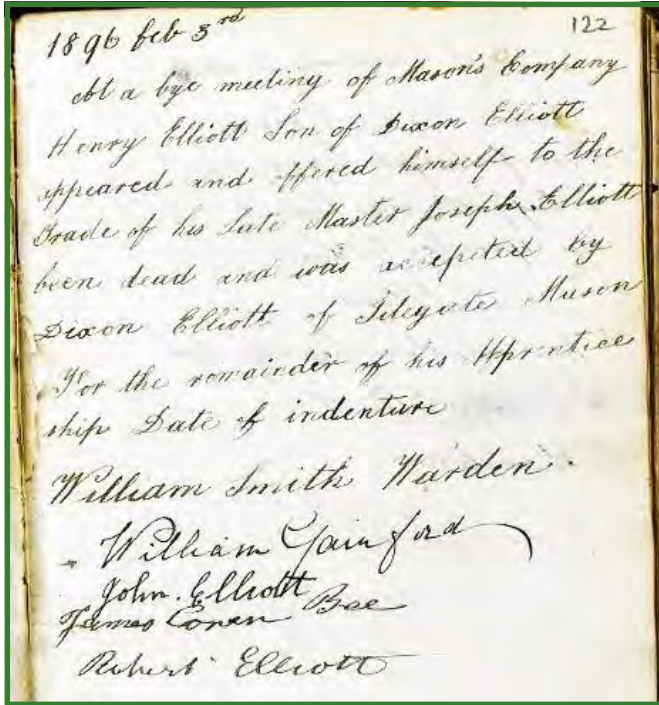 1896 feb 3rd
122
At a bye meeting of Mason's Company
Henry Elliott Son of Dixon Elliott
appeared and offered himself to the
Trade of his Late Master Joseph Elliott
been dead and was accepted by
Dixon Elliott of Silegate Mason
For the remainder of his Apprentice
ship Date of indenture
William Smith Warden.
William Gainford
John. Elliott
James Cowen Bee
Robert Elliott